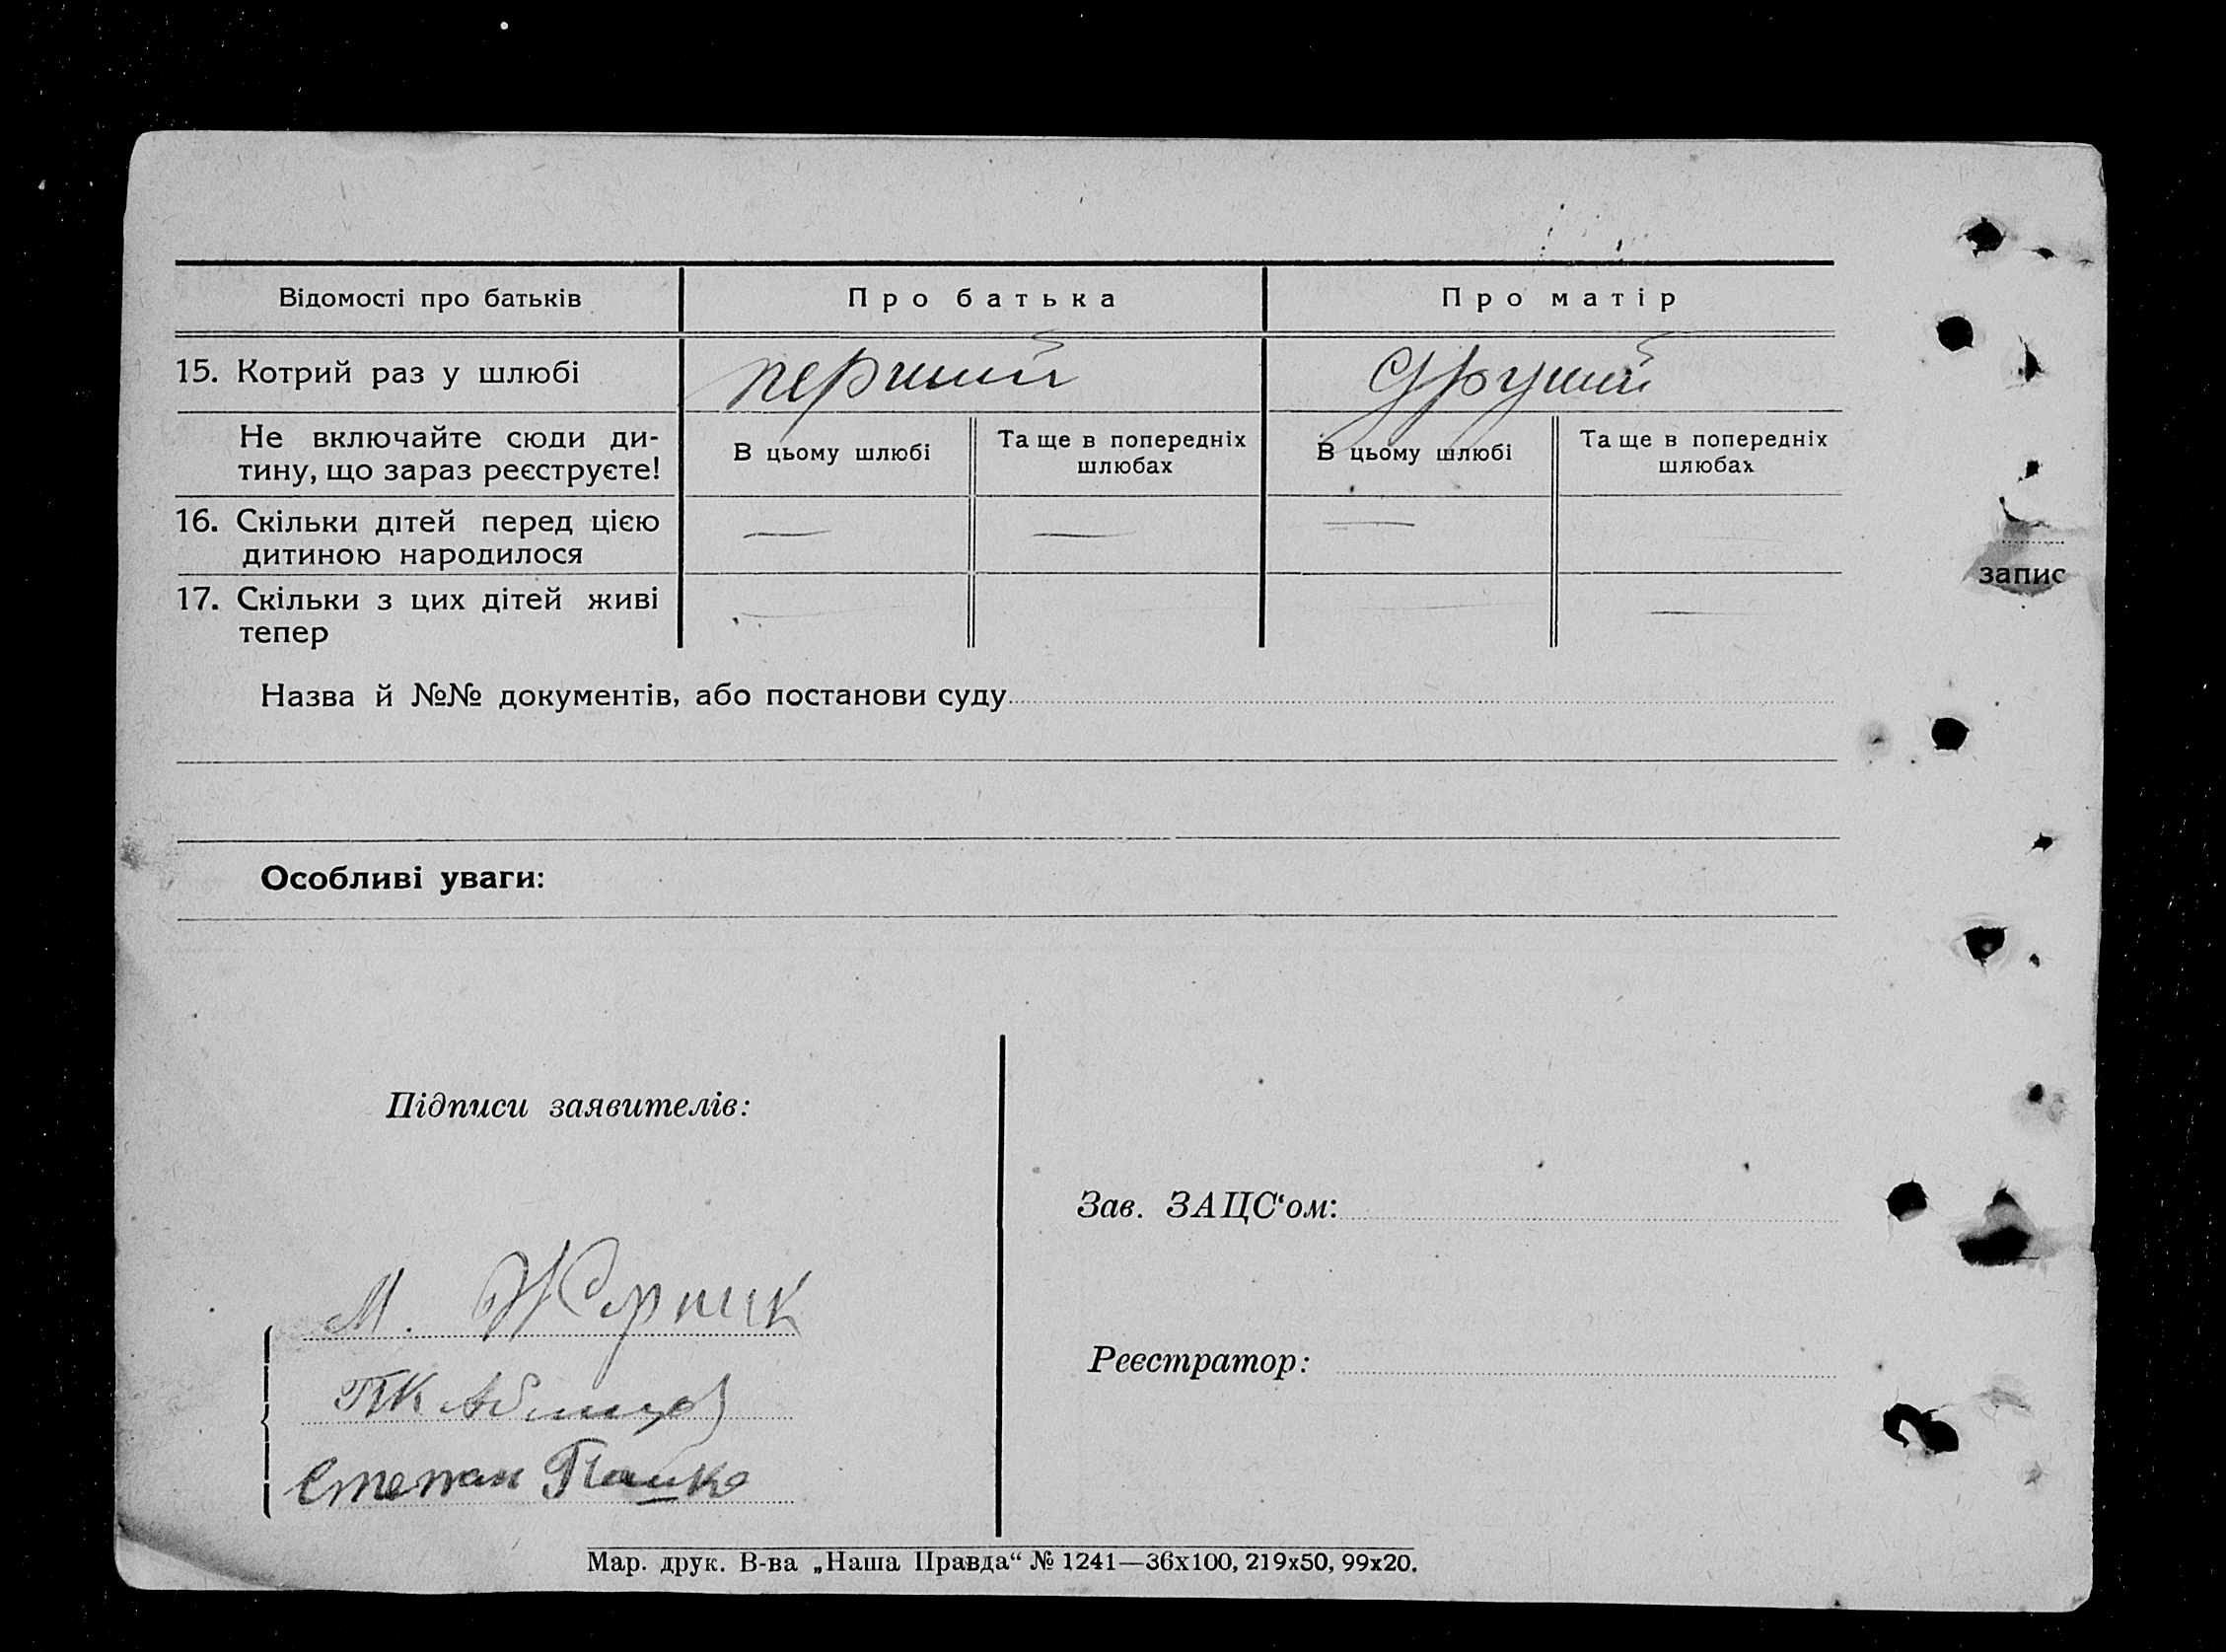 Відомості про батьків
Про батька
Про матір
15. Котрий раз у шлюбі
перший
другий
Не включайте сюди ди-
тину, що зараз реєструєте!
В цьому шлюбі
Та ще в попередніх
шлюбах
В цьому шлюбі
Та ще в попередніх
шлюбах
16. Скільки дітей перед цією
дитиною народилося
— — —
17. Скільки з цих дітей живі
тепер
—
запис
Назва й №№ документів, або постанови суду
Особливі уваги:
Підписи заявителів:
М.
ПК
Степан
Зав. ЗАЦС‘ом:
Реєстратор:
Мар. друк. В-ва „Наша Правда“ № 1241—36х100, 219х50, 99х20.